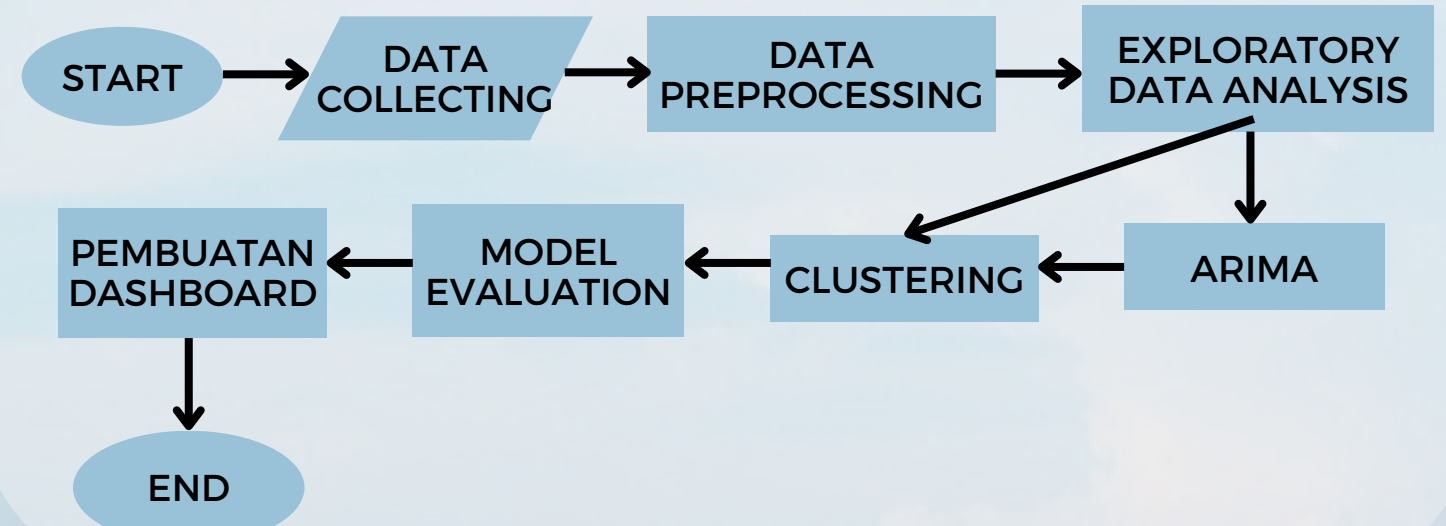 START
DATA
COLLECTING
DATA
PREPROCESSING
EXPLORATORY
DATA ANALYSIS
ARIMA
CLUSTERING
MODEL
EVALUATION
PEMBUATAN
DASHBOARD
END